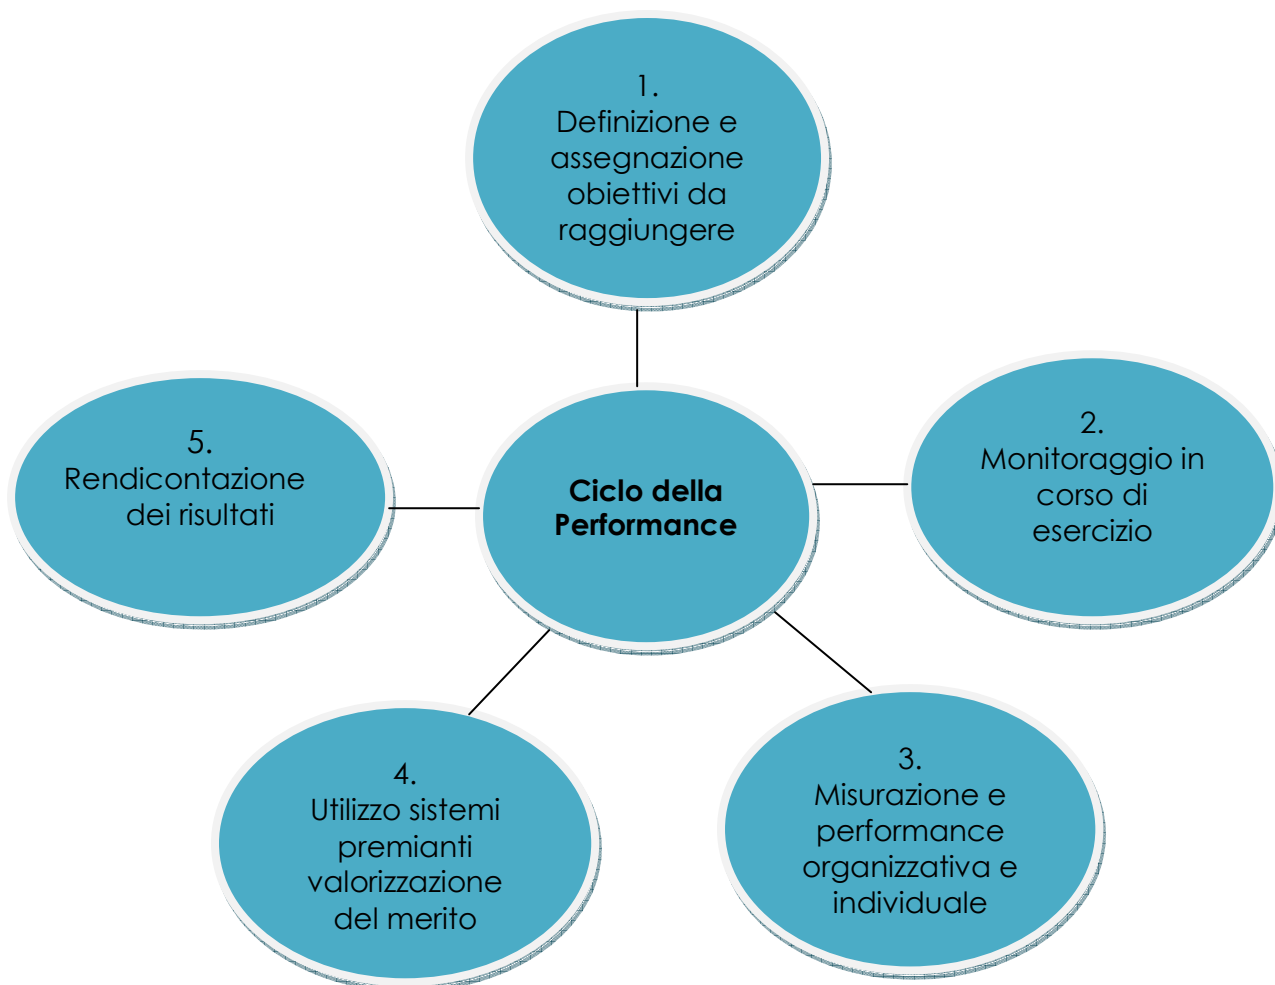 1.
Definizione e
assegnazione
obiettivi da
raggiungere
2.
Monitoraggio in
corso di
esercizio
5.
Rendicontazione
dei risultati
Ciclo della
Performance
3.
Misurazione e
performance
organizzativa e
individuale
4.
Utilizzo sistemi
premianti
valorizzazione
del merito